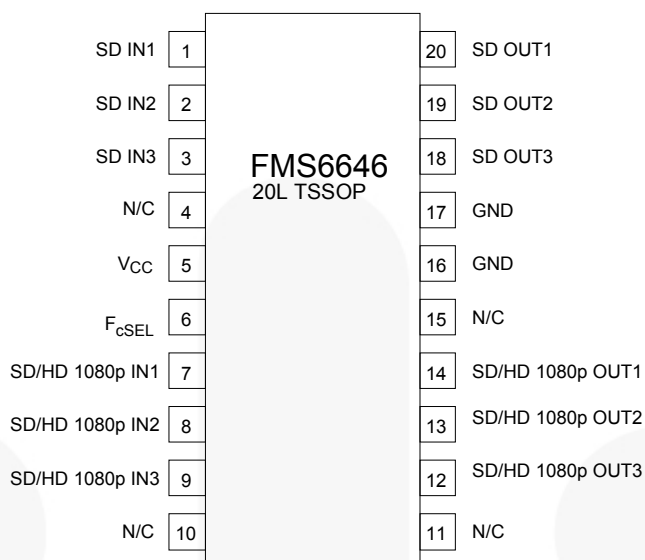 SD IN1 1 20 SD OUT1
SD IN2 2 19 SD OUT2
SD IN3 3 18 SD OUT3
FMS6646
20L TSSOP
N/C 4 17 GND
VCC 5 16 GND
FcSEL 6 15 N/C
SD/HD 1080p IN1 7 14 SD/HD 1080p OUT1
SD/HD 1080p IN2 8 13 SD/HD 1080p OUT2
SD/HD 1080p IN3 9 12 SD/HD 1080p OUT3
N/C 10 11 N/C